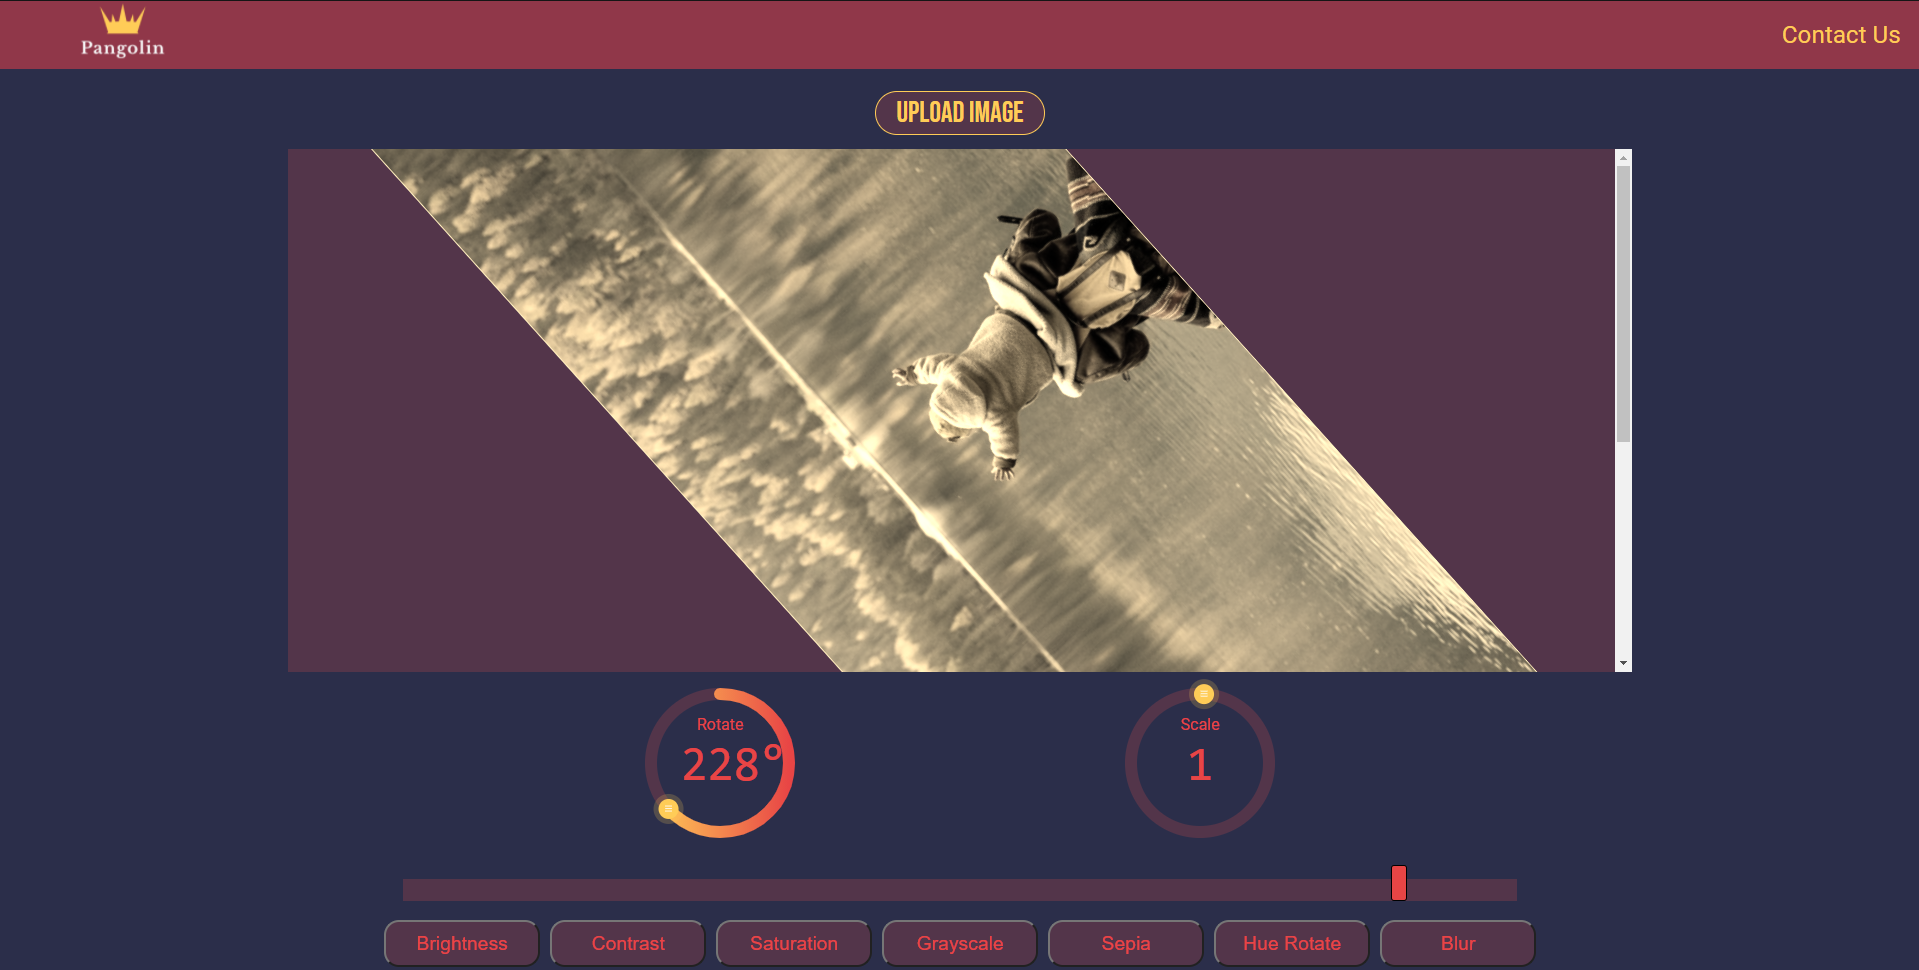 Pangolin
Contact Us
UPLOAD IMAGE
Rotate
228°
Scale
1
Brightness
Contrast
Saturation
Grayscale
Sepia
Hue Rotate
Blur